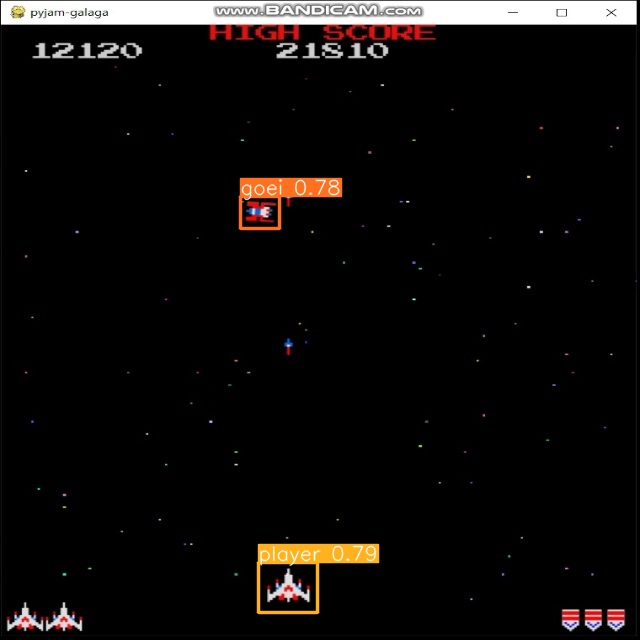 pyjam-galaga
www.BANDICAM.com
HIGH SCORE
12120
21810
goei 0.78
player 0.79